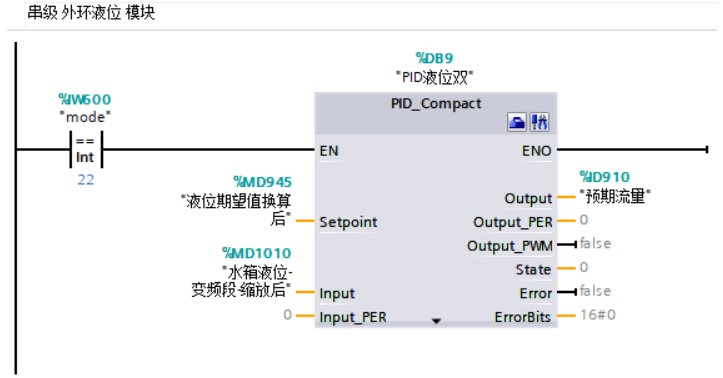 串级 外环液位 模块
%DB9
"PID液位双"
%IW600
"mode"
==
Int
22
PID_Compact
EN
ENO
%MD945
"液位期望值换算
后"
Setpoint
%MD1010
"水箱液位-
变频段-缩放后"
Input
0
Input_PER
%ID910
Output
"预期流量"
Output_PER
0
Output_PWM
false
State
0
Error
false
ErrorBits
16#0